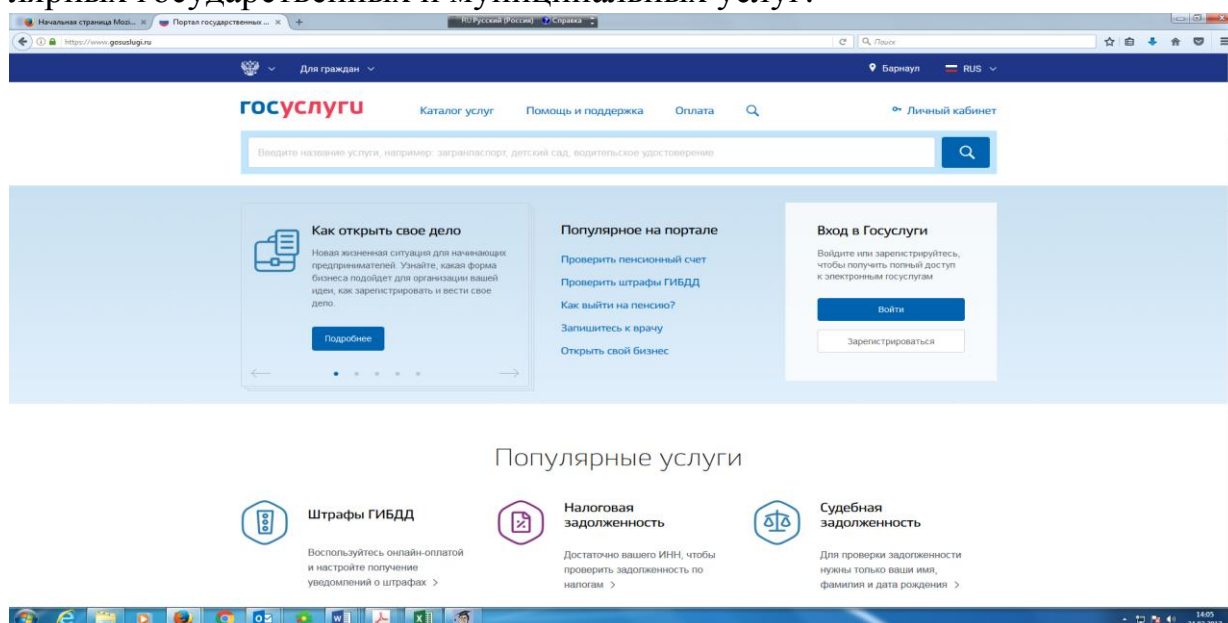 лярных государственных и муниципальных услуг.
Начальная страница Mozi...
Портал государственных ...
RU Русский (Россия)
Справка
https://www.gosuslugi.ru
Поиск
Для граждан
Барнаул
RUS
госуслуги
Каталог услуг
Помощь и поддержка
Оплата
Личный кабинет
Введите название услуги, например: загранпаспорт, детский сад, водительское удостоверение
Как открыть свое дело
Новая жизненная ситуация для начинающих
предпринимателей. Узнайте, какая форма
бизнеса подойдет для организации вашей
идеи, как зарегистрировать и вести свое
дело.
Подробнее
Популярное на портале
Проверить пенсионный счет
Проверить штрафы ГИБДД
Как выйти на пенсию?
Запишитесь к врачу
Открыть свой бизнес
Вход в Госуслуги
Войдите или зарегистрируйтесь,
чтобы получить полный доступ
к электронным госуслугам
Войти
Зарегистрироваться
Популярные услуги
Штрафы ГИБДД
Воспользуйтесь онлайн-оплатой
и настройте получение
уведомлений о штрафах >
Налоговая
задолженность
Достаточно вашего ИНН, чтобы
проверить задолженность по
налогам >
Судебная
задолженность
Для проверки задолженности
нужны только ваши имя,
фамилия и дата рождения >
14:05